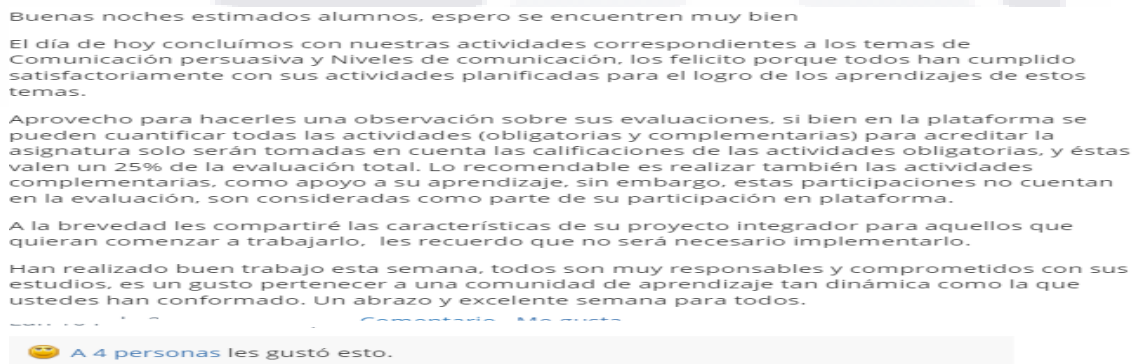 Buenas noches estimados alumnos, espero se encuentren muy bien
El día de hoy concluímos con nuestras actividades correspondientes a los temas de
Comunicación persuasiva y Niveles de comunicación, los felicito porque todos han cumplido
satisfactoriamente con sus actividades planificadas para el logro de los aprendizajes de estos
temas.
Aprovecho para hacerles una observación sobre sus evaluaciones, si bien en la plataforma se
pueden cuantificar todas las actividades (obligatorias y complementarias) para acreditar la
asignatura solo serán tomadas en cuenta las calificaciones de las actividades obligatorias, y éstas
valen un 25% de la evaluación total. Lo recomendable es realizar también las actividades
complementarias, como apoyo a su aprendizaje, sin embargo, estas participaciones no cuentan
en la evaluación, son consideradas como parte de su participación en plataforma.
A la brevedad les compartiré las características de su proyecto integrador para aquellos que
quieran comenzar a trabajarlo, les recuerdo que no será necesario implementarlo.
Han realizado buen trabajo esta semana, todos son muy responsables y comprometidos con sus
estudios, es un gusto pertenecer a una comunidad de aprendizaje tan dinámica como la que
ustedes han conformado. Un abrazo y excelente semana para todos.
Comentario Me gusta
A 4 personas les gustó esto.